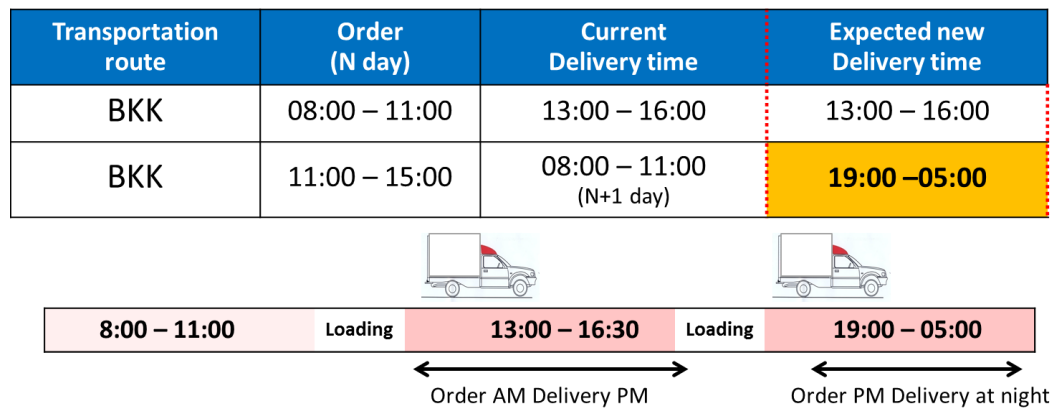 Transportation route
Order (N day)
Current Delivery time
Expected new Delivery time
BKK
08:00 – 11:00
13:00 – 16:00
13:00 – 16:00
BKK
11:00 – 15:00
08:00 – 11:00
(N+1 day)
19:00 –05:00
8:00 – 11:00
Loading
13:00 – 16:30
Loading
19:00 – 05:00
Order AM Delivery PM
Order PM Delivery at night